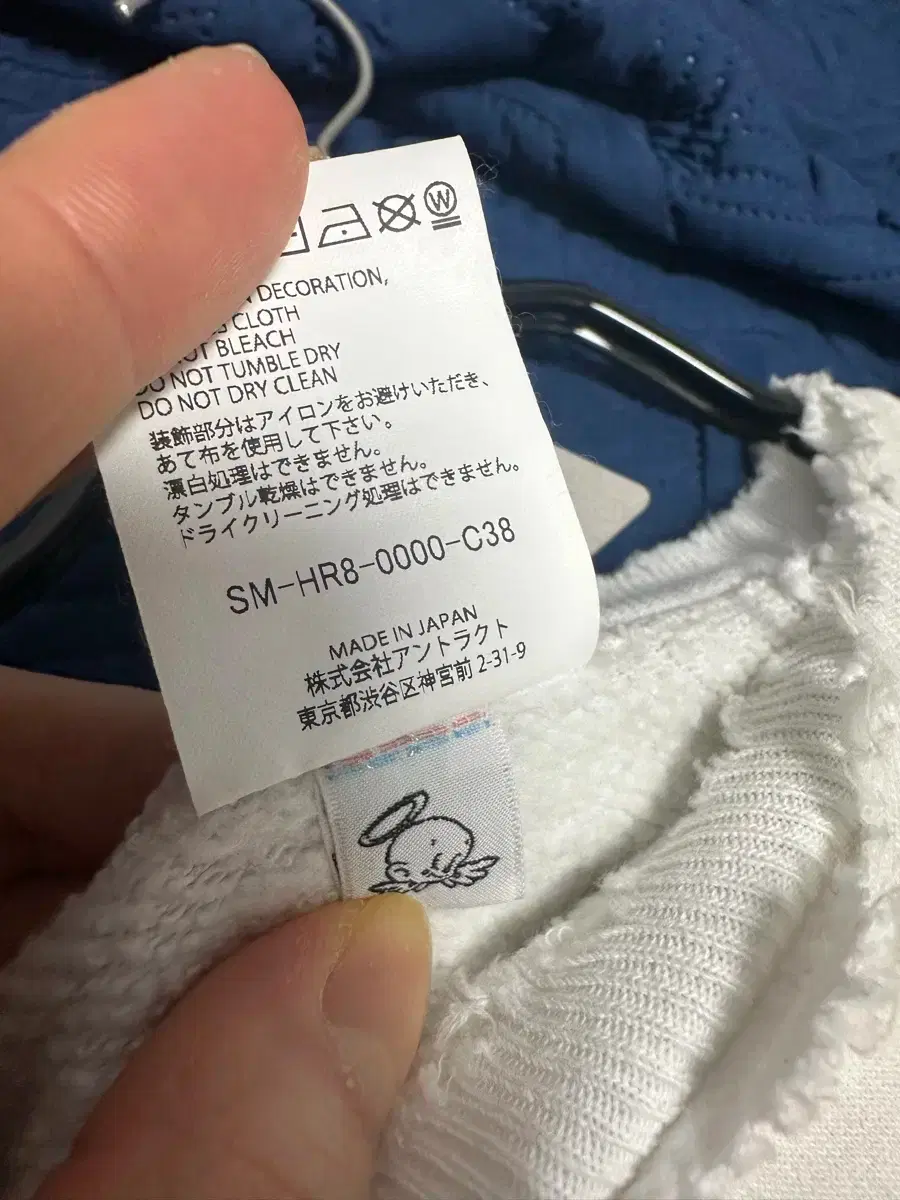 DECORATION,
CLOTH
BLEACH
DO NOT TUMBLE DRY
DO NOT DRY CLEAN
装飾部分はアイロンをお避けいただき、
あて布を使用して下さい。
漂白処理はできません。
タンブル乾燥はできません。
ドライクリーニング処理はできません。
SM-HR8-0000-C38
MADE IN JAPAN
株式会社アントラクト
東京都渋谷区神宮前 2-31-9